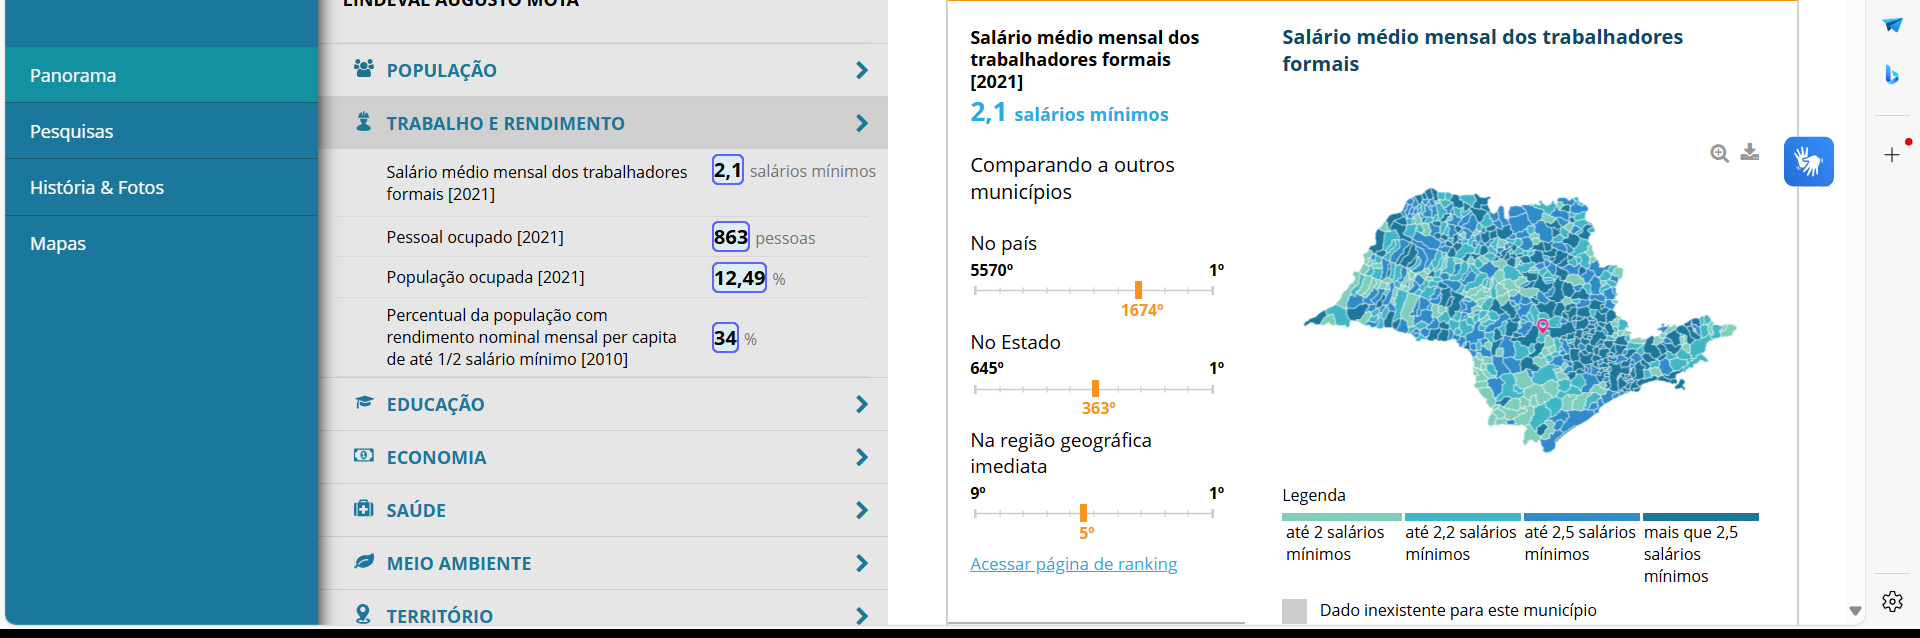 LINDEVAL AUGUSTO MOTA
Panorama
Pesquisas
História & Fotos
Mapas
POPULAÇÃO
TRABALHO E RENDIMENTO
Salário médio mensal dos trabalhadores
formais [2021]
2,1 salários mínimos
Pessoal ocupado [2021]
863 pessoas
População ocupada [2021]
12,49 %
Percentual da população com
rendimento nominal mensal per capita
de até 1/2 salário mínimo [2010]
34 %
EDUCAÇÃO
ECONOMIA
SAÚDE
MEIO AMBIENTE
TERRITÓRIO
Salário médio mensal dos
trabalhadores formais
[2021]
2,1 salários mínimos
Comparando a outros
municípios
No país
5570º 1º
1674º
No Estado
645º 1º
363º
Na região geográfica
imediata
9º 1º
5º
Acessar página de ranking
Salário médio mensal dos trabalhadores
formais
Legenda
até 2 salários
mínimos
até 2,2 salários
mínimos
até 2,5 salários
mínimos
mais que 2,5
salários
mínimos
Dado inexistente para este município